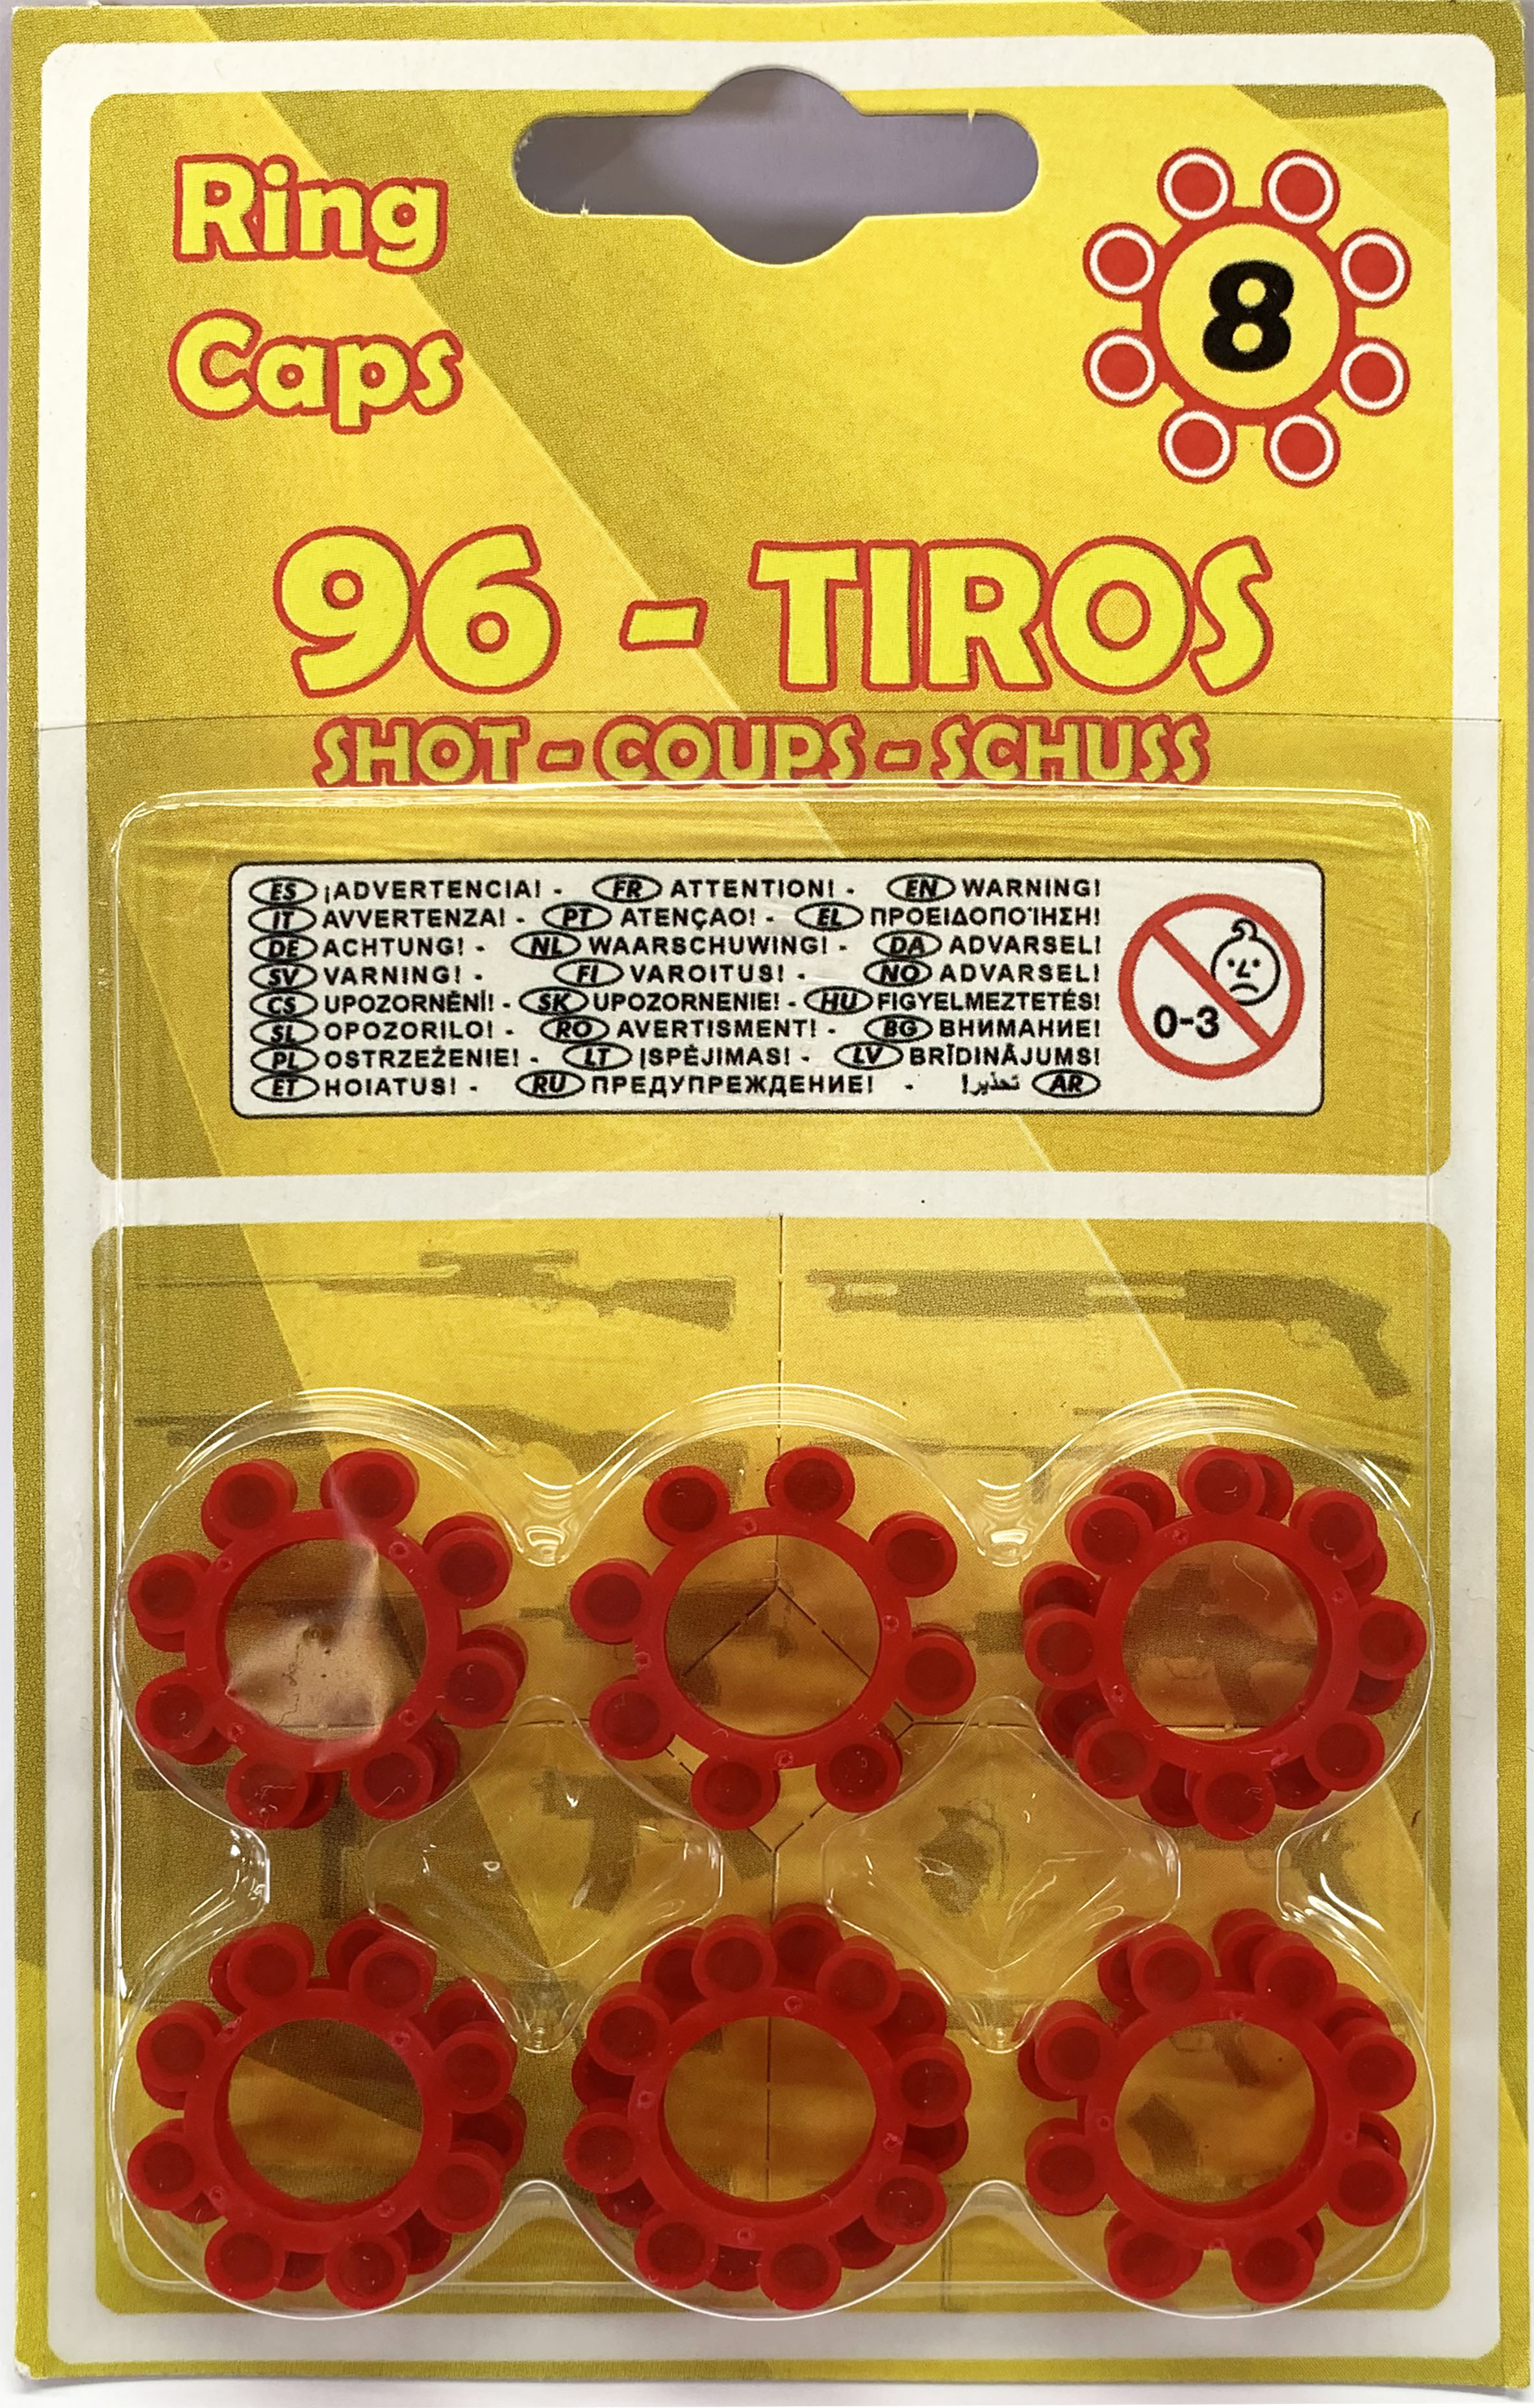 Ring
Caps
8
96 - TIROS
SHOT - COUPS - SCHUSS
ES ¡ADVERTENCIA! - FR ATTENTION! - EN WARNING!
IT AVVERTENZA! - PT ATENÇAO! - EL ΠΡΟΕΙΔΟΠΟΊΗΣΗ!
DE ACHTUNG! - NL WAARSCHUWING! - DA ADVARSEL!
SV VARNING! - FI VAROITUS! - NO ADVARSEL!
CS UPOZORNĚNÍ! - SK UPOZORNENIE! - HU FIGYELMEZTETÉS!
SL OPOZORILO! - RO AVERTISMENT! - BG ВНИМАНИЕ!
PL OSTRZEŻENIE! - LT ĮSPĖJIMAS! - LV BRĪDINĀJUMS!
ET HOIATUS! - RU ПРЕДУПРЕЖДЕНИЕ! - تحذير! AR
0-3